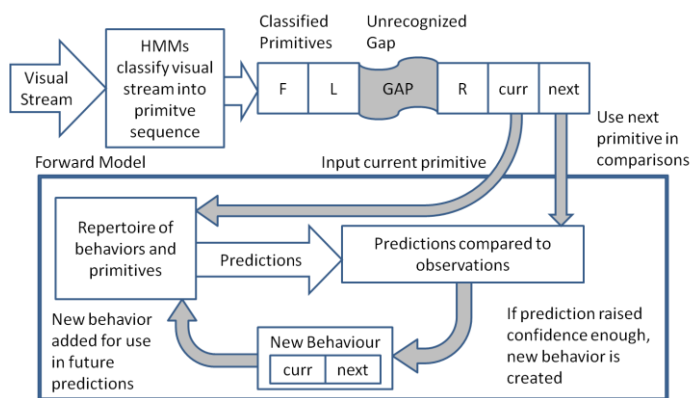 Classified
Primitives
Unrecognized
Gap
Visual
Stream
HMMs
classify visual
stream into
primitve
sequence
F
L
GAP
R
curr
next
Use next
primitive in
comparisons
Forward Model
Input current primitive
Repertoire of
behaviors and
primitives
Predictions
Predictions compared to
observations
New behavior
added for use
in future
predictions
New Behaviour
curr
next
If prediction raised
confidence enough,
new behavior is
created